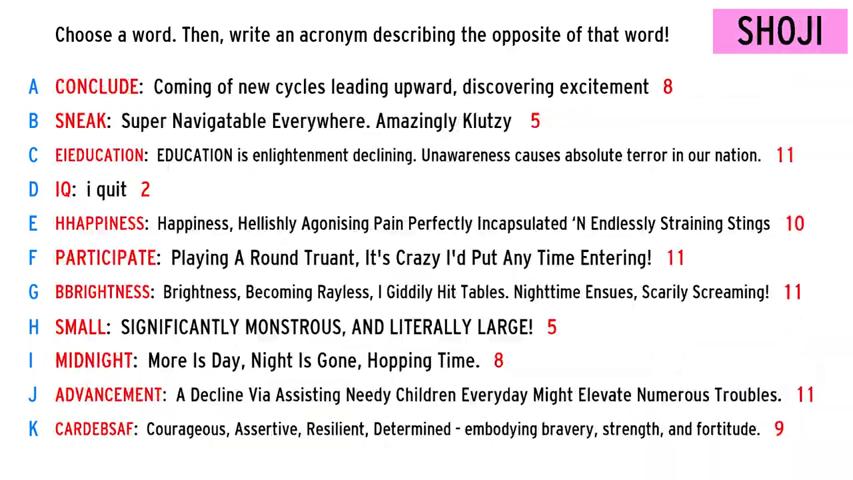 Choose a word. Then, write an acronym describing the opposite of that word!
SHOJI
A CONCLUDE: Coming of new cycles leading upward, discovering excitement 8
B SNEAK: Super Navigatable Everywhere. Amazingly Klutzy 5
C EIEDUCATION: EDUCATION is enlightenment declining. Unawareness causes absolute terror in our nation. 11
D IQ: i quit 2
E HHAPPINESS: Happiness, Hellishly Agonising Pain Perfectly Incapsulated ‘N Endlessly Straining Stings 10
F PARTICIPATE: Playing A Round Truant, It's Crazy I'd Put Any Time Entering! 11
G BBRIGHTNESS: Brightness, Becoming Rayless, I Giddily Hit Tables. Nighttime Ensues, Scarily Screaming! 11
H SMALL: SIGNIFICANTLY MONSTROUS, AND LITERALLY LARGE! 5
I MIDNIGHT: More Is Day, Night Is Gone, Hopping Time. 8
J ADVANCEMENT: A Decline Via Assisting Needy Children Everyday Might Elevate Numerous Troubles. 11
K CARDEBSAF: Courageous, Assertive, Resilient, Determined - embodying bravery, strength, and fortitude. 9